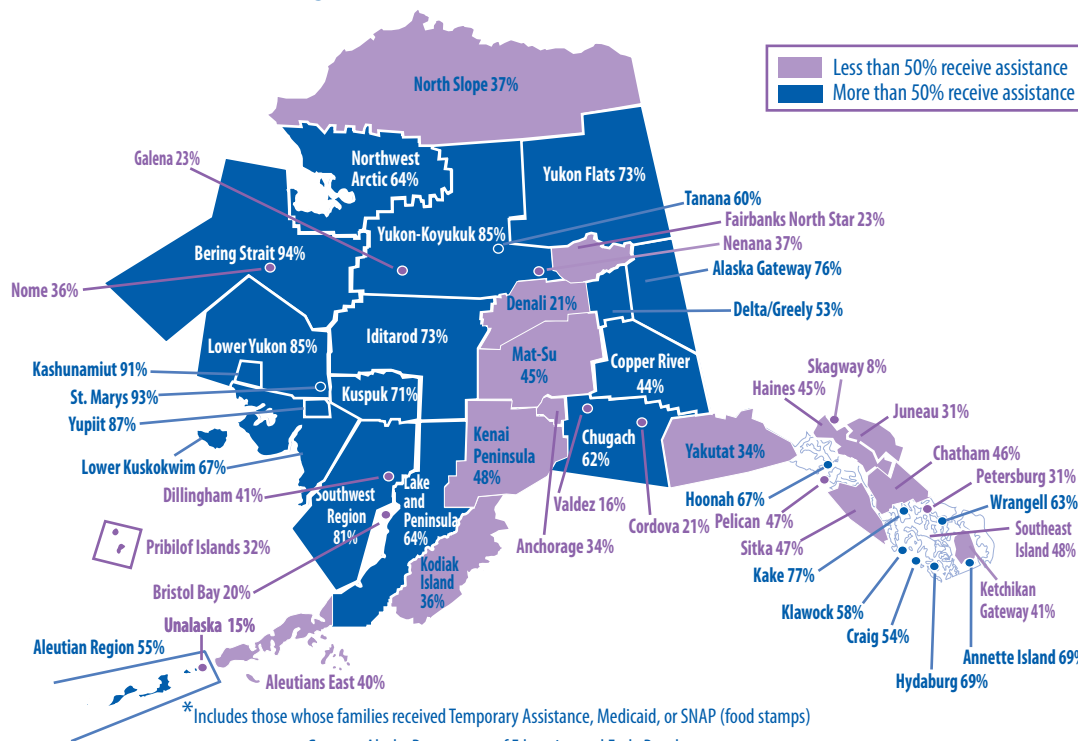 Less than 50% receive assistance
More than 50% receive assistance
North Slope 37%
Galena 23%
Northwest
Arctic 64%
Yukon Flats 73%
Tanana 60%
Fairbanks North Star 23%
Yukon-Koyukuk 85%
Nenana 37%
Bering Strait 94%
Alaska Gateway 76%
Nome 36%
Denali 21%
Delta/Greely 53%
Iditarod 73%
Lower Yukon 85%
Mat-Su
45%
Copper River
44%
Kashunamiut 91%
St. Marys 93%
Kuspuk 71%
Yupiit 87%
Skagway 8%
Haines 45%
Juneau 31%
Kenai
Peninsula
48%
Chugach
62%
Yakutat 34%
Chatham 46%
Lower Kuskokwim 67%
Petersburg 31%
Dillingham 41%
Hoonah 67%
Wrangell 63%
Southwest
Region
81%
Lake
and
Peninsula
64%
Valdez 16%
Cordova 21%
Pelican 47%
Southeast
Island 48%
Pribilof Islands 32%
Anchorage 34%
Sitka 47%
Kodiak
Island
36%
Kake 77%
Ketchikan
Gateway 41%
Bristol Bay 20%
Klawock 58%
Unalaska 15%
Craig 54%
Aleutian Region 55%
Annette Island 69%
Aleutians East 40%
Hydaburg 69%
*Includes those whose families received Temporary Assistance, Medicaid, or SNAP (food stamps)